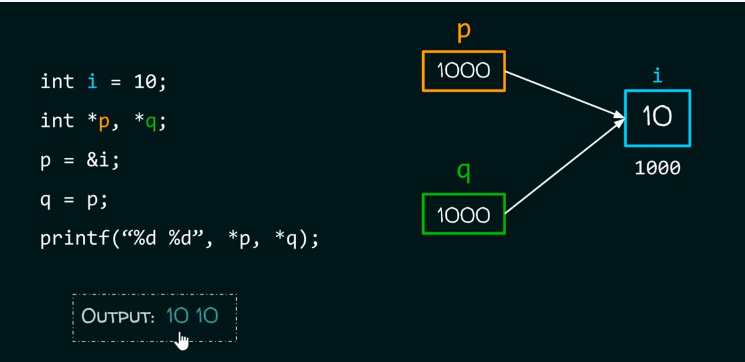 int i = 10;
int *p, *q;
p = &i;
q = p;
printf(“%d %d”, *p, *q);
OUTPUT: 10 10
p
1000
i
10
1000
q
1000